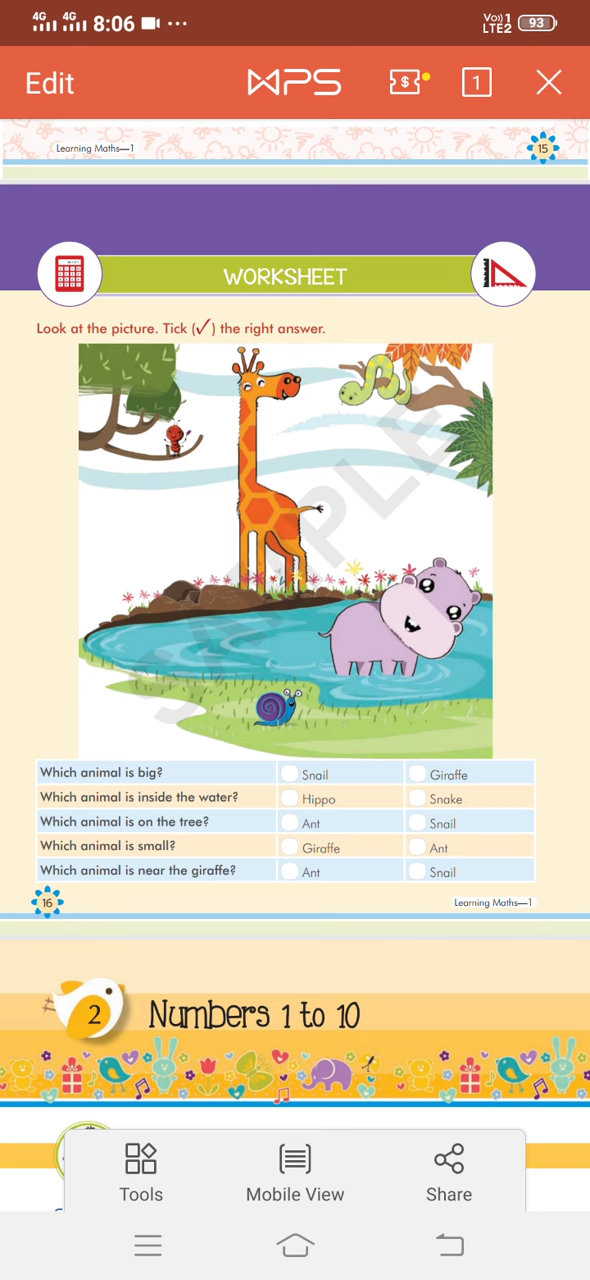 4G 4G 8:06 ... Vo)) 1 LTE2 93
Edit WPS $ 1
Learning Maths—1 15
WORKSHEET
Look at the picture. Tick (✓) the right answer.
SAMPLE
Which animal is big? Snail Giraffe
Which animal is inside the water? Hippo Snake
Which animal is on the tree? Ant Snail
Which animal is small? Giraffe Ant
Which animal is near the giraffe? Ant Snail
16 Learning Maths—1
2 Numbers 1 to 10
Tools Mobile View Share